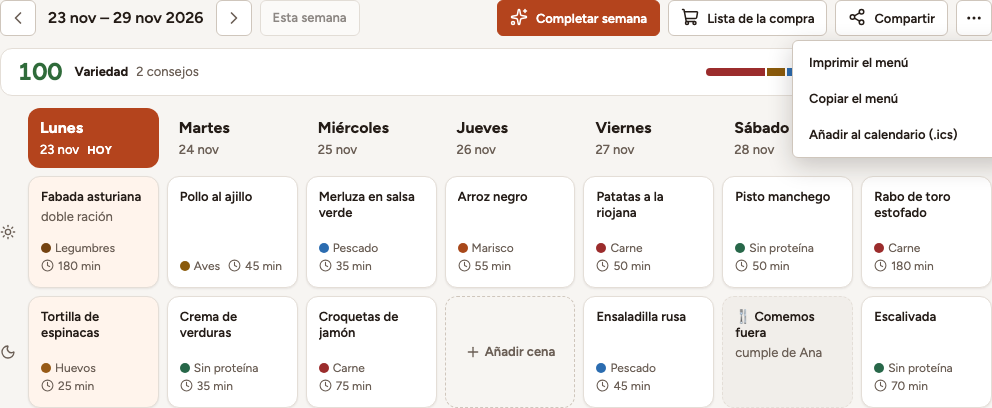 23 nov – 29 nov 2026
Esta semana
Completar semana
Lista de la compra
Compartir
Imprimir el menú
Copiar el menú
Añadir al calendario (.ics)
100 Variedad 2 consejos
Lunes
23 nov HOY
Martes
24 nov
Miércoles
25 nov
Jueves
26 nov
Viernes
27 nov
Sábado
28 nov
Fabada asturiana
doble ración
Legumbres
180 min
Pollo al ajillo
Aves 45 min
Merluza en salsa
verde
Pescado
35 min
Arroz negro
Marisco
55 min
Patatas a la
riojana
Carne
50 min
Pisto manchego
Sin proteína
50 min
Rabo de toro
estofado
Carne
180 min
Tortilla de
espinacas
Huevos
25 min
Crema de
verduras
Sin proteína
35 min
Croquetas de
jamón
Carne
75 min
Añadir cena
Ensaladilla rusa
Pescado
45 min
Comemos
fuera
cumple de Ana
Escalivada
Sin proteína
70 min